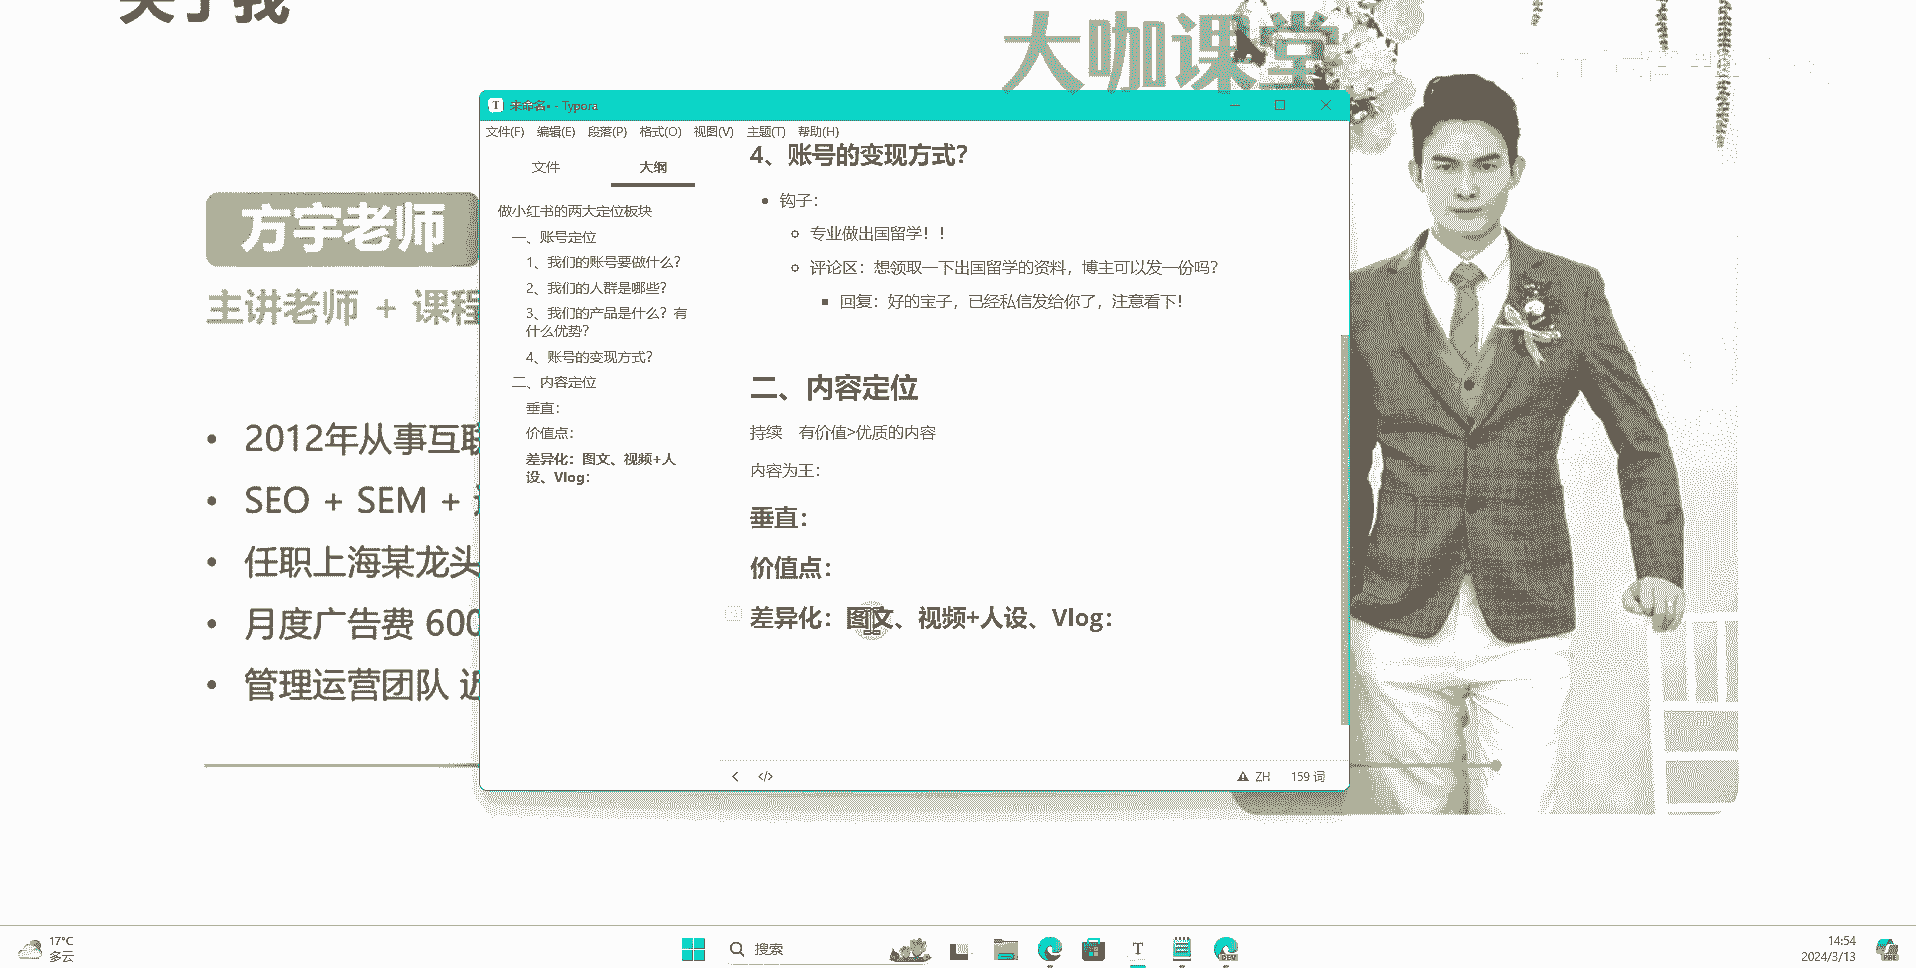 关于我
大咖课堂
方宇老师
主讲老师 + 课程
2012年从事互联
SEO + SEM +
任职上海某龙头
月度广告费 600
管理运营团队 近
未命名• - Typora
文件(F) 编辑(E) 段落(P) 格式(O) 视图(V) 主题(T) 帮助(H)
文件 大纲
做小红书的两大定位板块
一、账号定位
1、我们的账号要做什么?
2、我们的人群是哪些?
3、我们的产品是什么? 有
什么优势?
4、账号的变现方式?
二、内容定位
垂直:
价值点:
差异化: 图文、视频+人
设、Vlog:
4、账号的变现方式?
钩子:
专业做出国留学! !
评论区: 想领取一下出国留学的资料, 博主可以发一份吗?
回复: 好的宝子, 已经私信发给你了, 注意看下!
二、内容定位
持续 有价值>优质的内容
内容为王:
垂直:
价值点:
差异化: 图文、视频+人设、Vlog:
ZH 159 词
17°C
多云
搜索
14:54
2024/3/13